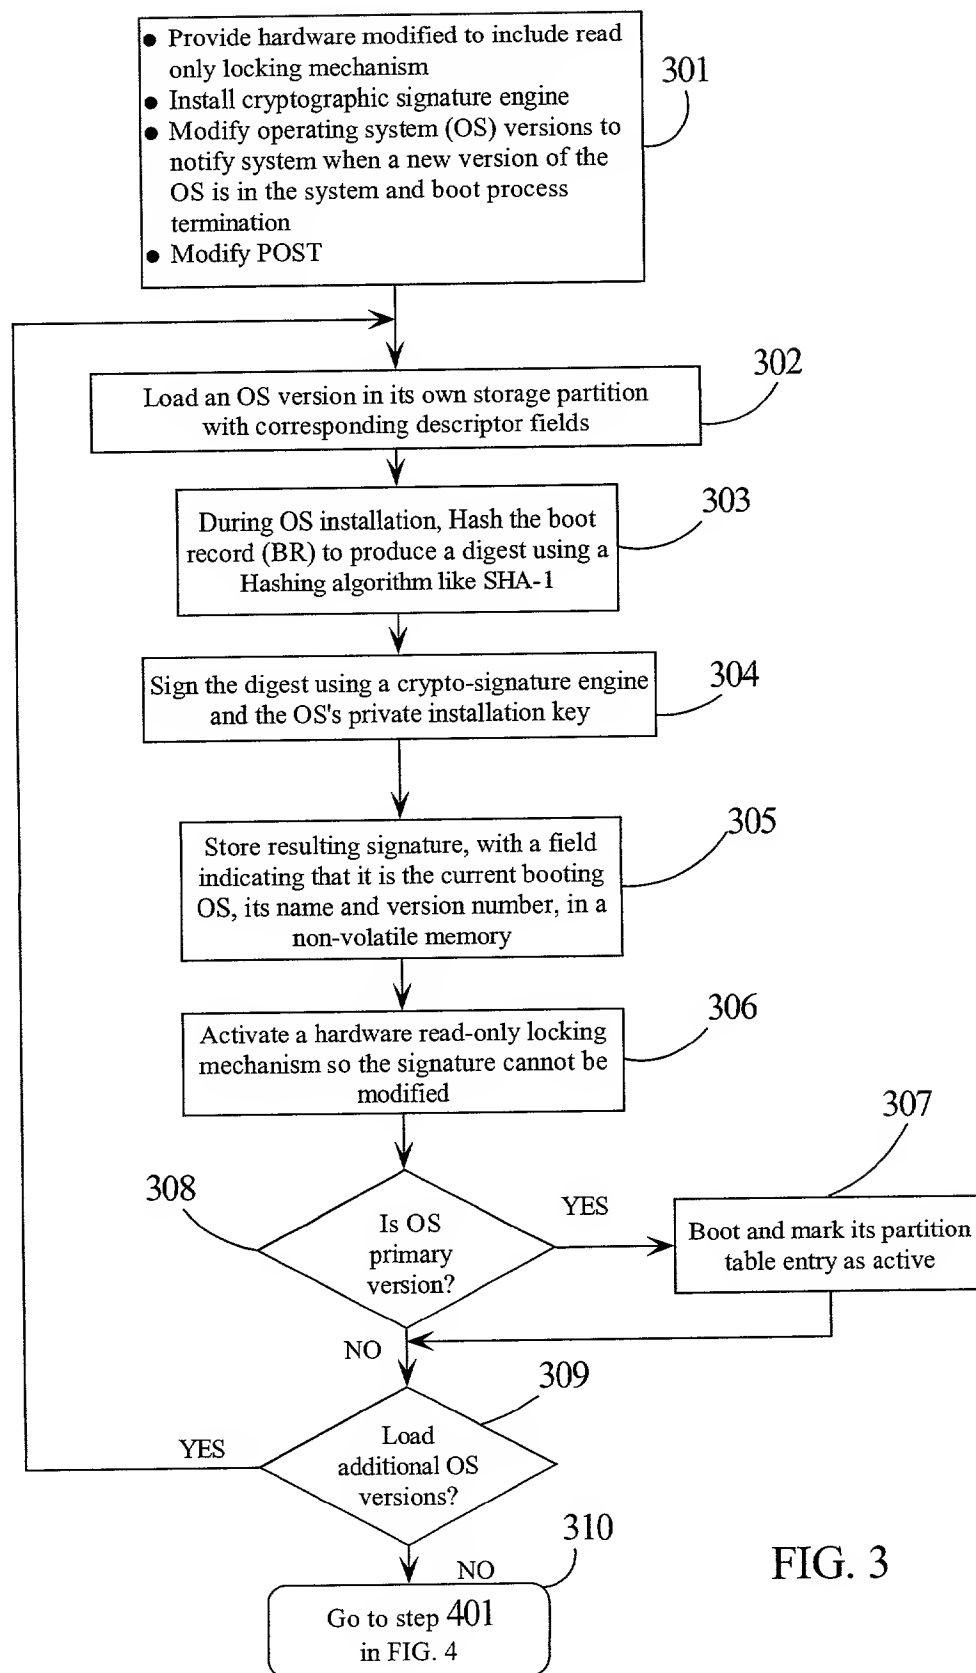 ● Provide hardware modified to include read
only locking mechanism
● Install cryptographic signature engine
● Modify operating system (OS) versions to
notify system when a new version of the
OS is in the system and boot process
termination
● Modify POST
301
302
Load an OS version in its own storage partition
with corresponding descriptor fields
303
During OS installation, Hash the boot
record (BR) to produce a digest using a
Hashing algorithm like SHA-1
304
Sign the digest using a crypto-signature engine
and the OS's private installation key
305
Store resulting signature, with a field
indicating that it is the current booting
OS, its name and version number, in a
non-volatile memory
306
Activate a hardware read-only locking
mechanism so the signature cannot be
modified
307
308
Is OS
primary
version?
YES
Boot and mark its partition
table entry as active
NO
309
YES
Load
additional OS
versions?
310
NO
Go to step 401
in FIG. 4
FIG. 3